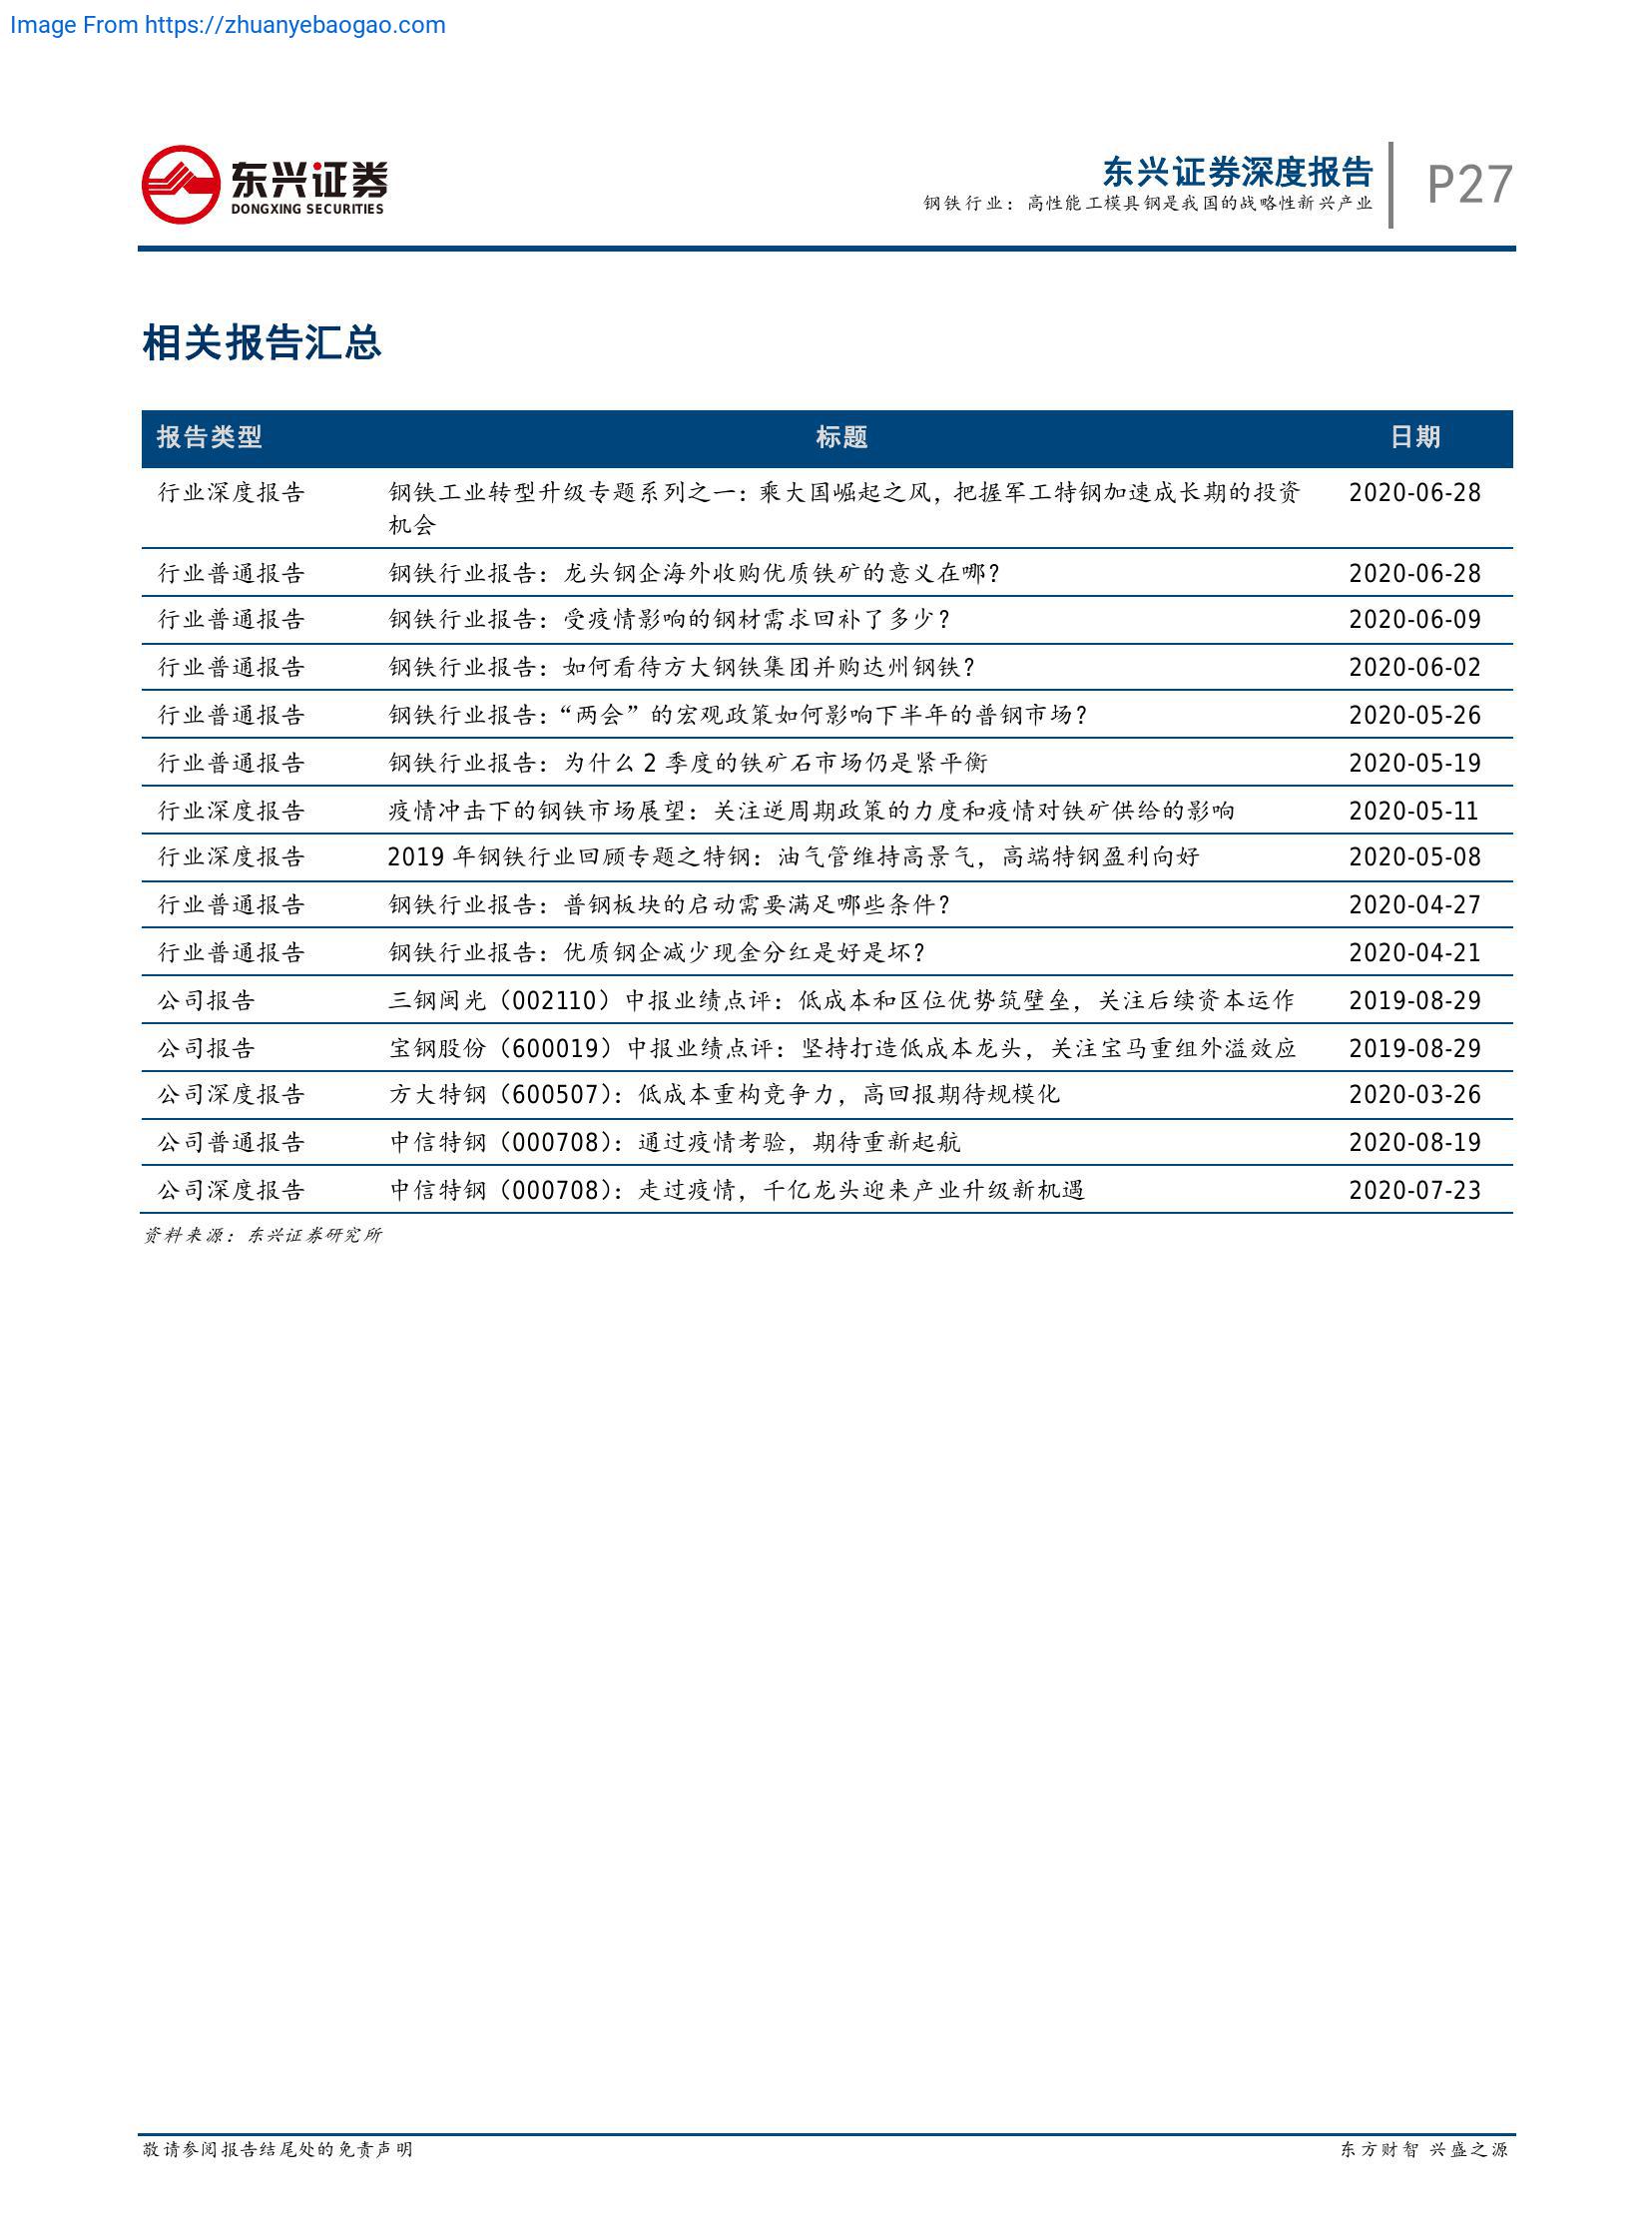 Image From https://zhuanyebaogao.com
东兴证券
DONGXING SECURITIES
东兴证券深度报告
钢铁行业：高性能工模具钢是我国的战略性新兴产业
P27
相关报告汇总
报告类型 标题 日期
行业深度报告 钢铁工业转型升级专题系列之一：乘大国崛起之风，把握军工特钢加速成长期的投资 2020-06-28
机会
行业普通报告 钢铁行业报告：龙头钢企海外收购优质铁矿的意义在哪？ 2020-06-28
行业普通报告 钢铁行业报告：受疫情影响的钢材需求回补了多少？ 2020-06-09
行业普通报告 钢铁行业报告：如何看待方大钢铁集团并购达州钢铁？ 2020-06-02
行业普通报告 钢铁行业报告：“两会”的宏观政策如何影响下半年的普钢市场？ 2020-05-26
行业普通报告 钢铁行业报告：为什么 2 季度的铁矿石市场仍是紧平衡 2020-05-19
行业深度报告 疫情冲击下的钢铁市场展望：关注逆周期政策的力度和疫情对铁矿供给的影响 2020-05-11
行业深度报告 2019 年钢铁行业回顾专题之特钢：油气管维持高景气，高端特钢盈利向好 2020-05-08
行业普通报告 钢铁行业报告：普钢板块的启动需要满足哪些条件？ 2020-04-27
行业普通报告 钢铁行业报告：优质钢企减少现金分红是好是坏？ 2020-04-21
公司报告 三钢闽光（002110）中报业绩点评：低成本和区位优势筑壁垒，关注后续资本运作 2019-08-29
公司报告 宝钢股份（600019）中报业绩点评：坚持打造低成本龙头，关注宝马重组外溢效应 2019-08-29
公司深度报告 方大特钢（600507）：低成本重构竞争力，高回报期待规模化 2020-03-26
公司普通报告 中信特钢（000708）：通过疫情考验，期待重新起航 2020-08-19
公司深度报告 中信特钢（000708）：走过疫情，千亿龙头迎来产业升级新机遇 2020-07-23
资料来源：东兴证券研究所
敬请参阅报告结尾处的免责声明 东方财智 兴盛之源